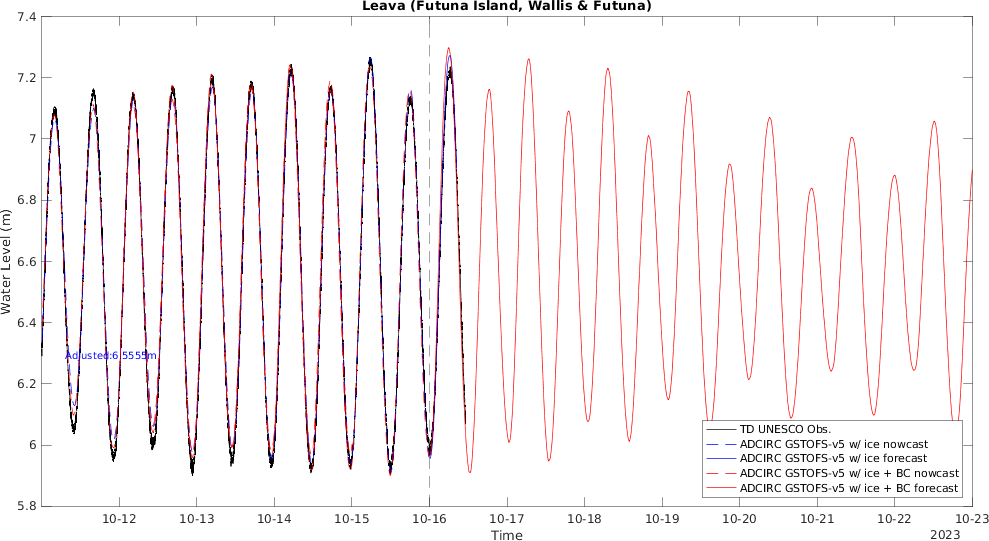 Leava (Futuna Island, Wallis & Futuna)
7.4
7.2
7
6.8
6.6
6.4
6.2
6
5.8
Water Level (m)
Adjusted:6.5555m
TD UNESCO Obs.
ADCIRC GSTOFS-v5 w/ ice nowcast
ADCIRC GSTOFS-v5 w/ ice forecast
ADCIRC GSTOFS-v5 w/ ice + BC nowcast
ADCIRC GSTOFS-v5 w/ ice + BC forecast
10-12 10-13 10-14 10-15 10-16 10-17 10-18 10-19 10-20 10-21 10-22 10-23
Time
2023